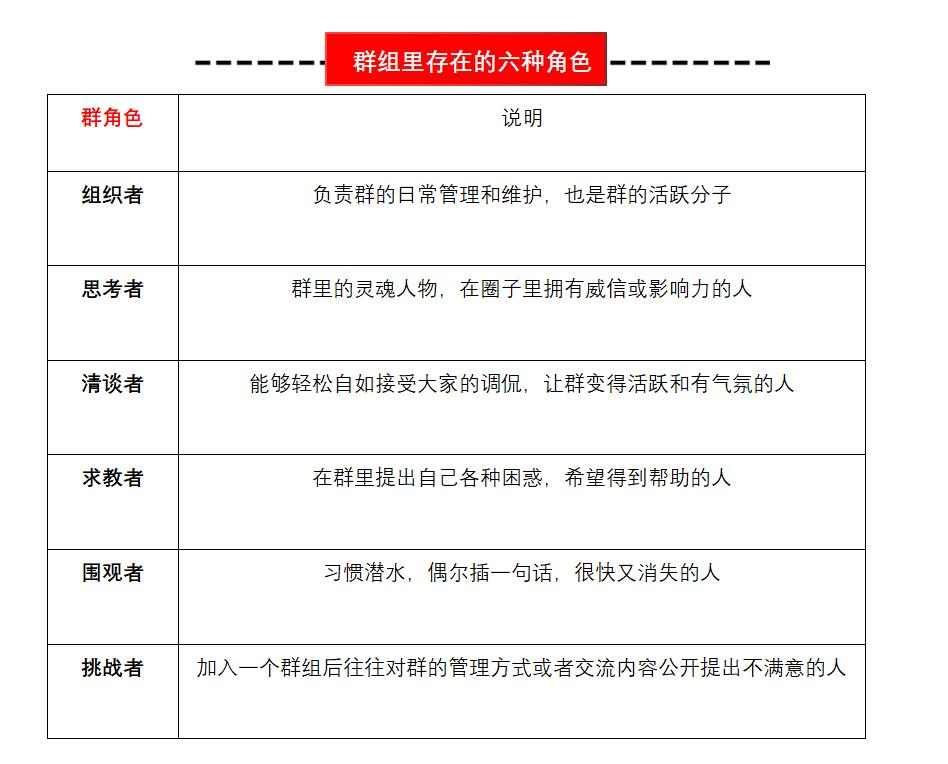 群组里存在的六种角色
群角色 说明
组织者 负责群的日常管理和维护，也是群的活跃分子
思考者 群里的灵魂人物，在圈子里拥有威信或影响力的人
清谈者 能够轻松自如接受大家的调侃，让群变得活跃和有气氛的人
求教者 在群里提出自己各种困惑，希望得到帮助的人
围观者 习惯潜水，偶尔插一句话，很快又消失的人
挑战者 加入一个群组后往往对群的管理方式或者交流内容公开提出不满意的人